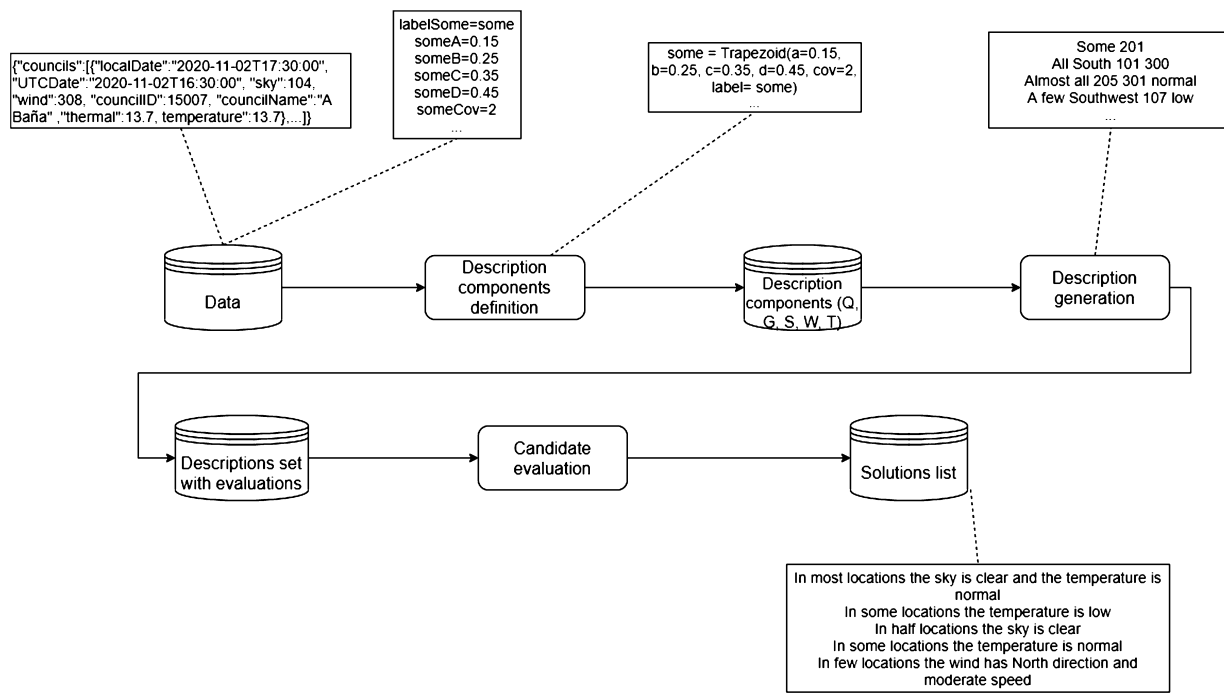 {"councils":[{"localDate":"2020-11-02T17:30:00",
"UTCDate":"2020-11-02T16:30:00", "sky":104,
"wind":308, "councilID":15007, "councilName":"A
Baña" ,"thermal":13.7, temperature":13.7},...]}
labelSome=some
someA=0.15
someB=0.25
someC=0.35
someD=0.45
someCov=2
...
some = Trapezoid(a=0.15,
b=0.25, c=0.35, d=0.45, cov=2,
label= some)
...
Some 201
All South 101 300
Almost all 205 301 normal
A few Southwest 107 low
...
Data
Description
components
definition
Description
components (Q,
G, S, W, T)
Description
generation
Descriptions set
with evaluations
Candidate
evaluation
Solutions list
In most locations the sky is clear and the temperature is
normal
In some locations the temperature is low
In half locations the sky is clear
In some locations the temperature is normal
In few locations the wind has North direction and
moderate speed